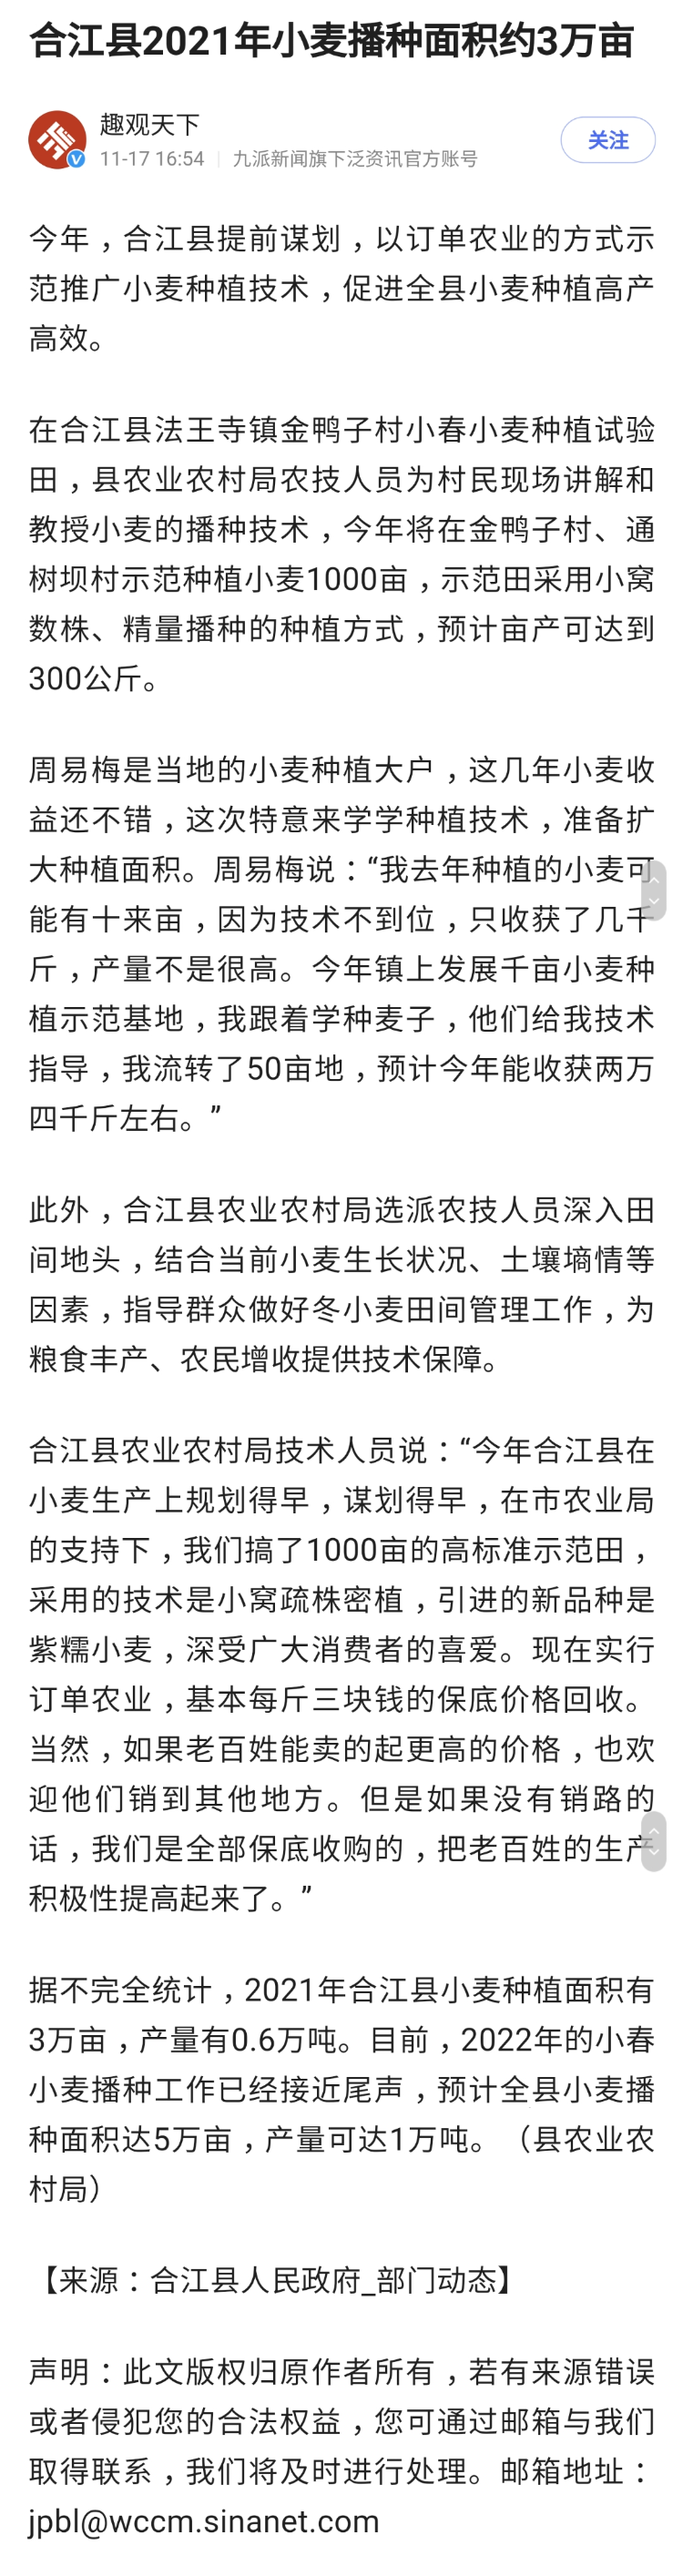 合江县2021年小麦播种面积约3万亩
趣观天下
11-17 16:54 | 九派新闻旗下泛资讯官方账号
关注
今年，合江县提前谋划，以订单农业的方式示
范推广小麦种植技术，促进全县小麦种植高产
高效。
在合江县法王寺镇金鸭子村小春小麦种植试验
田，县农业农村局农技人员为村民现场讲解和
教授小麦的播种技术，今年将在金鸭子村、通
树坝村示范种植小麦1000亩，示范田采用小窝
数株、精量播种的种植方式，预计亩产可达到
300公斤。
周易梅是当地的小麦种植大户，这几年小麦收
益还不错，这次特意来学学种植技术，准备扩
大种植面积。周易梅说：“我去年种植的小麦可
能有十来亩，因为技术不到位，只收获了几千
斤，产量不是很高。今年镇上发展千亩小麦种
植示范基地，我跟着学种麦子，他们给我技术
指导，我流转了50亩地，预计今年能收获两万
四千斤左右。”
此外，合江县农业农村局选派农技人员深入田
间地头，结合当前小麦生长状况、土壤墒情等
因素，指导群众做好冬小麦田间管理工作，为
粮食丰产、农民增收提供技术保障。
合江县农业农村局技术人员说：“今年合江县在
小麦生产上规划得早，谋划得早，在市农业局
的支持下，我们搞了1000亩的高标准示范田，
采用的技术是小窝疏株密植，引进的新品种是
紫糯小麦，深受广大消费者的喜爱。现在实行
订单农业，基本每斤三块钱的保底价格回收。
当然，如果老百姓能卖的起更高的价格，也欢
迎他们销到其他地方。但是如果没有销路的
话，我们是全部保底收购的，把老百姓的生产
积极性提高起来了。”
据不完全统计，2021年合江县小麦种植面积有
3万亩，产量有0.6万吨。目前，2022年的小春
小麦播种工作已经接近尾声，预计全县小麦播
种面积达5万亩，产量可达1万吨。（县农业农
村局）
【来源：合江县人民政府_部门动态】
声明：此文版权归原作者所有，若有来源错误
或者侵犯您的合法权益，您可通过邮箱与我们
取得联系，我们将及时进行处理。邮箱地址：
jpbl@wccm.sinanet.com